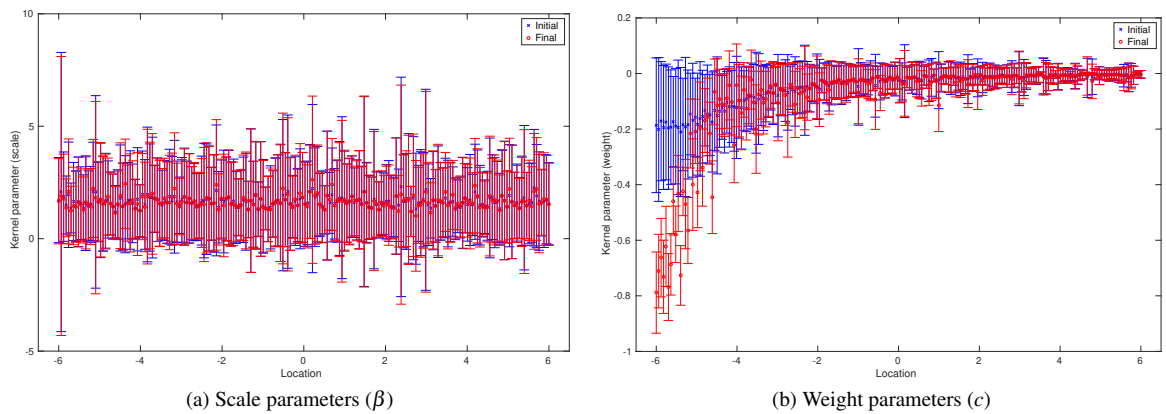 10
5
0
-5
-6
-4
-2
0
2
4
6
Kernel parameter (scale)
Location
Initial
Final
(a) Scale parameters (β)
0.2
0
-0.2
-0.4
-0.6
-0.8
-1
-6
-4
-2
0
2
4
6
Kernel parameter (weight)
Location
Initial
Final
(b) Weight parameters (c)